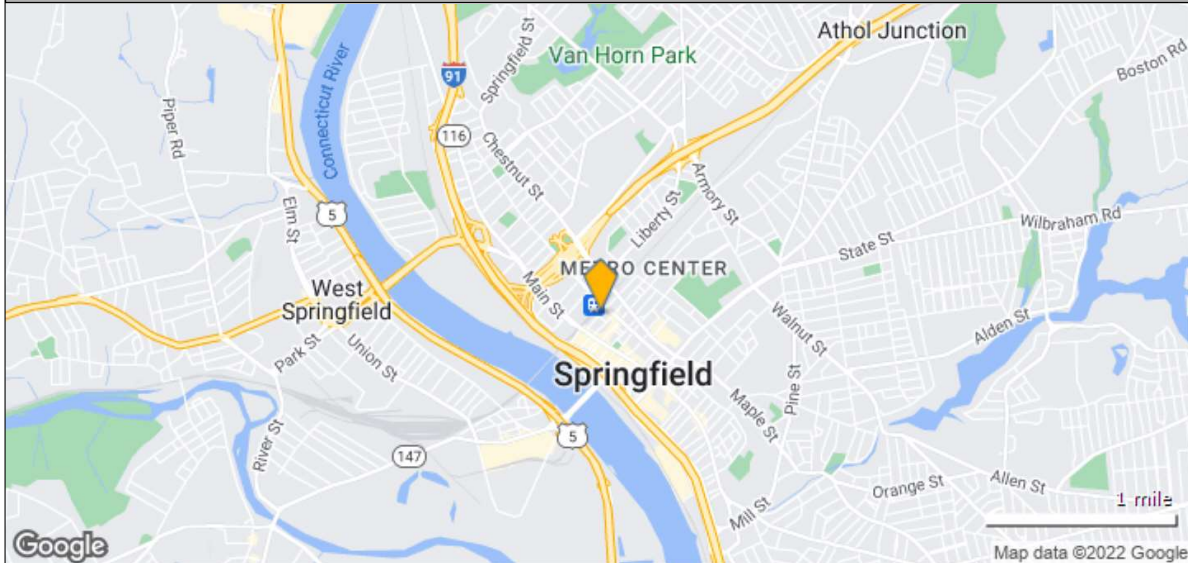 Athol Junction
Springfield St
Van Horn Park
Boston Rd
91
Connecticut River
Piper Rd
116
Chestnut St
Armory St
Elm St
5
Liberty St
Wilbraham Rd
State St
METRO CENTER
West
Springfield
Main St
Walnut St
Alden St
Park St
Union St
Springfield
Pine St
Maple St
5
River St
147
Orange St
Allen St
Mill St
1 mile
Google
Map data ©2022 Google